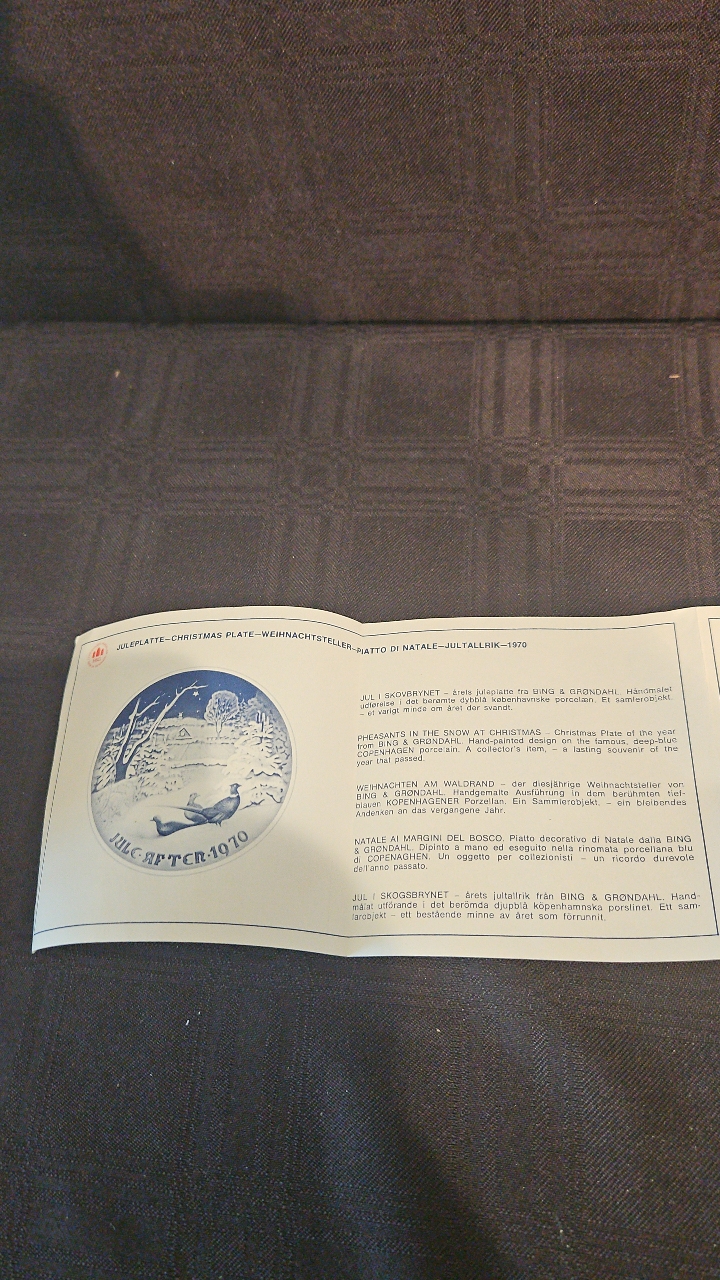 JULEPLATTE—CHRISTMAS PLATE—WEIHNACHTSTELLER—PIATTO DI NATALE—JULTALLRIK—1970
JULE·AFTEN·1970
JUL I SKOVBRYNET – årets juleplatte fra BING & GRØNDAHL. Håndmalet
udførelse i det berømte dybblå københavnske porcelæn. Et samlerobjekt.
– et varigt minde om året der svandt.
PHEASANTS IN THE SNOW AT CHRISTMAS – Christmas Plate of the year
from BING & GRØNDAHL. Hand-painted design on the famous, deep-blue
COPENHAGEN porcelain. A collector's item, – a lasting souvenir of the
year that passed.
WEIHNACHTEN AM WALDRAND – der diesjährige Weihnachtsteller von
BING & GRØNDAHL. Handgemalte Ausführung in dem berühmten tief-
blauen KOPENHAGENER Porzellan. Ein Sammlerobjekt. – ein bleibendes
Andenken an das vergangene Jahr.
NATALE AI MARGINI DEL BOSCO. Piatto decorativo di Natale dalla BING
& GRØNDAHL. Dipinto a mano ed eseguito nella rinomata porcellana blu
di COPENAGHEN. Un oggetto per collezionisti – un ricordo durevole
dell'anno passato.
JUL I SKOGSBRYNET – årets jultallrik från BING & GRØNDAHL. Hand-
målat utförande i det berömda djupblå köpenhamnska porslinet. Ett sam-
larobjekt – ett bestående minne av året som förrunnit.